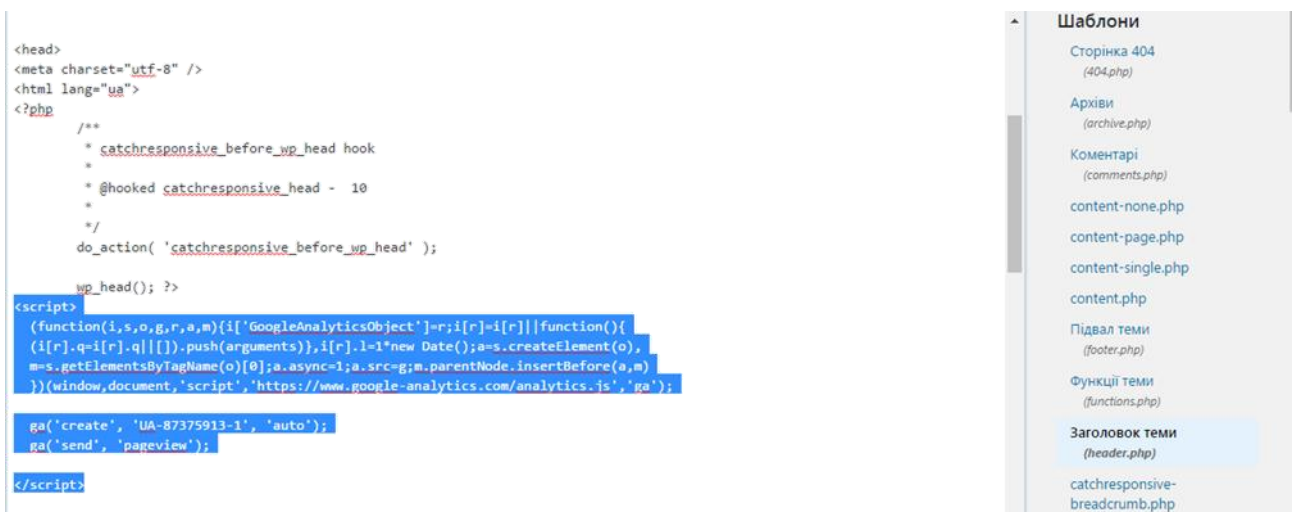 <head>
<meta charset="utf-8" />
<html lang="ua">
<?php
/**
* catchresponsive_before_wp_head hook
*
* @hooked catchresponsive_head -  10
*
*/
do_action( 'catchresponsive_before_wp_head' );
wp_head(); ?>
<script>
(function(i,s,o,g,r,a,m){i['GoogleAnalyticsObject']=r;i[r]=i[r]||function(){
(i[r].q=i[r].q||[]).push(arguments)},i[r].l=1*new Date();a=s.createElement(o),
m=s.getElementsByTagName(o)[0];a.async=1;a.src=g;m.parentNode.insertBefore(a,m)
})(window,document,'script','https://www.google-analytics.com/analytics.js','ga');
ga('create', 'UA-87375913-1', 'auto');
ga('send', 'pageview');
</script>
Шаблони
Сторінка 404
(404.php)
Архіви
(archive.php)
Коментарі
(comments.php)
content-none.php
content-page.php
content-single.php
content.php
Підвал теми
(footer.php)
Функції теми
(functions.php)
Заголовок теми
(header.php)
catchresponsive-
breadcrumb.php